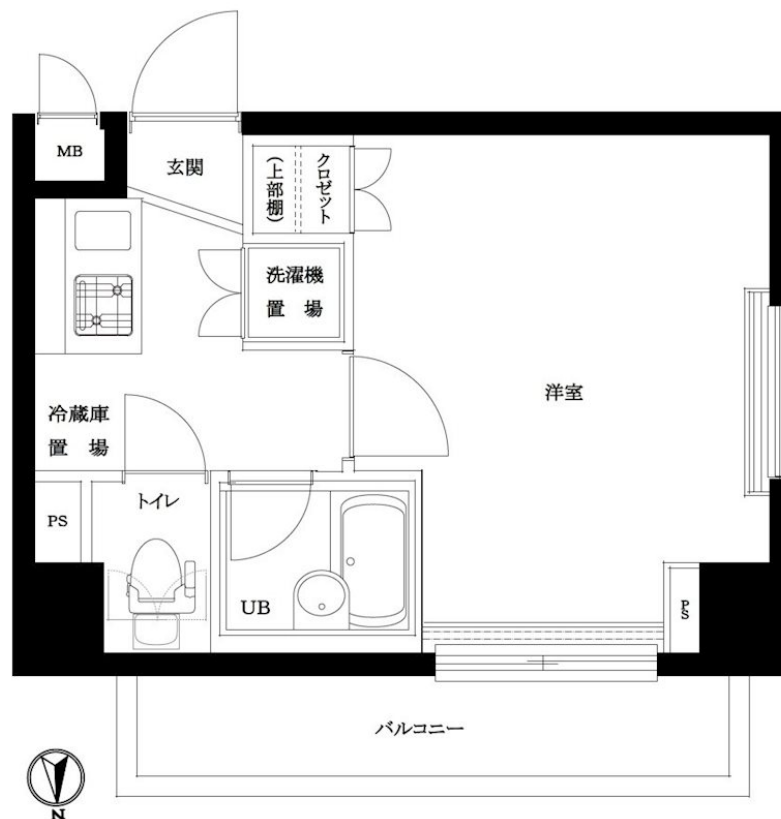 MB
玄関
クロゼット
(上部棚)
洗濯機
置 場
洋室
冷蔵庫
置 場
トイレ
PS
UB
PS
バルコニー
N